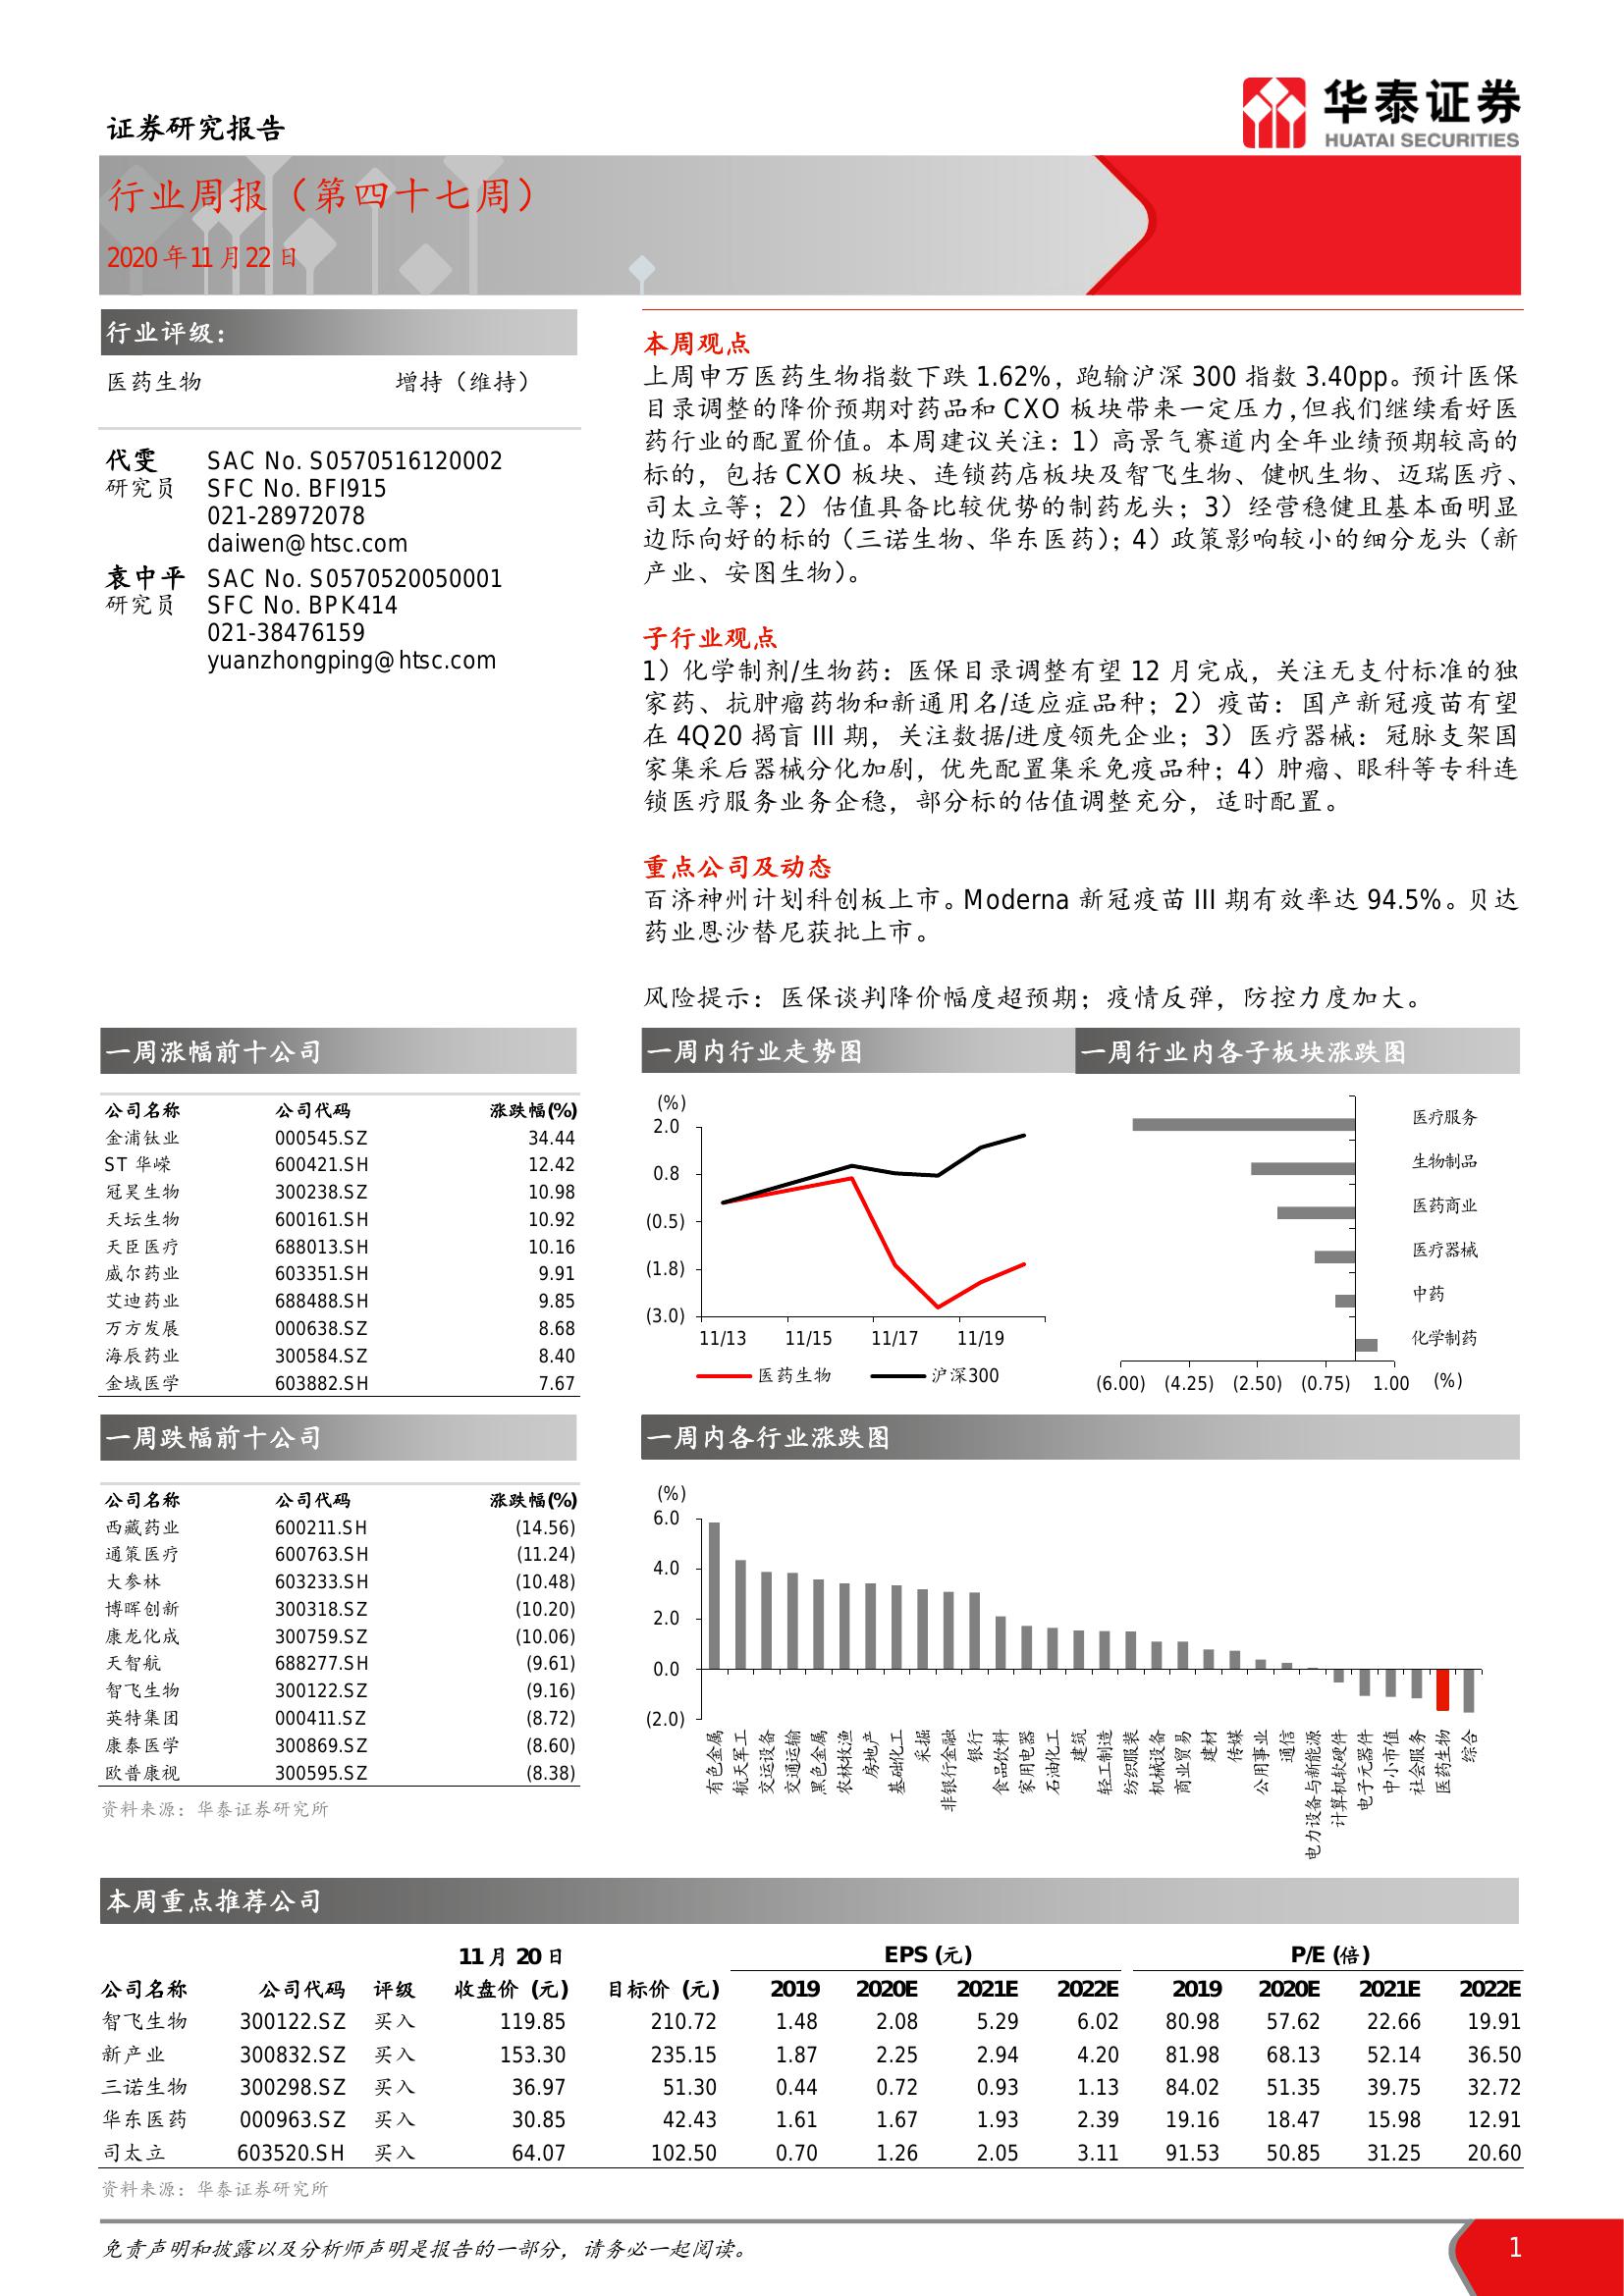 证券研究报告
华泰证券
HUATAI SECURITIES
行业周报（第四十七周）
2020 年 11 月 22 日
行业评级：
医药生物 增持（维持）
代雯 SAC No. S0570516120002
研究员 SFC No. BFI915
021-28972078
daiwen@htsc.com
袁中平 SAC No. S0570520050001
研究员 SFC No. BPK414
021-38476159
yuanzhongping@htsc.com
本周观点
上周申万医药生物指数下跌 1.62%，跑输沪深 300 指数 3.40pp。预计医保
目录调整的降价预期对药品和 CXO 板块带来一定压力，但我们继续看好医
药行业的配置价值。本周建议关注：1）高景气赛道内全年业绩预期较高的
标的，包括 CXO 板块、连锁药店板块及智飞生物、健帆生物、迈瑞医疗、
司太立等；2）估值具备比较优势的制药龙头；3）经营稳健且基本面明显
边际向好的标的（三诺生物、华东医药）；4）政策影响较小的细分龙头（新
产业、安图生物）。
子行业观点
1）化学制剂/生物药：医保目录调整有望 12 月完成，关注无支付标准的独
家药、抗肿瘤药物和新通用名/适应症品种；2）疫苗：国产新冠疫苗有望
在 4Q20 揭盲 III 期，关注数据/进度领先企业；3）医疗器械：冠脉支架国
家集采后器械分化加剧，优先配置集采免疫品种；4）肿瘤、眼科等专科连
锁医疗服务业务企稳，部分标的估值调整充分，适时配置。
重点公司及动态
百济神州计划科创板上市。Moderna 新冠疫苗 III 期有效率达 94.5%。贝达
药业恩沙替尼获批上市。
风险提示：医保谈判降价幅度超预期；疫情反弹，防控力度加大。
一周涨幅前十公司
公司名称 公司代码 涨跌幅(%)
金浦钛业 000545.SZ 34.44
ST 华嵘 600421.SH 12.42
冠昊生物 300238.SZ 10.98
天坛生物 600161.SH 10.92
天臣医疗 688013.SH 10.16
威尔药业 603351.SH 9.91
艾迪药业 688488.SH 9.85
万方发展 000638.SZ 8.68
海辰药业 300584.SZ 8.40
金域医学 603882.SH 7.67
一周内行业走势图
(%)
2.0
0.8
(0.5)
(1.8)
(3.0)
11/13 11/15 11/17 11/19
医药生物 沪深300
一周行业内各子板块涨跌图
医疗服务
生物制品
医药商业
医疗器械
中药
化学制药
(6.00) (4.25) (2.50) (0.75) 1.00 (%)
一周跌幅前十公司
公司名称 公司代码 涨跌幅(%)
西藏药业 600211.SH (14.56)
通策医疗 600763.SH (11.24)
大参林 603233.SH (10.48)
博晖创新 300318.SZ (10.20)
康龙化成 300759.SZ (10.06)
天智航 688277.SH (9.61)
智飞生物 300122.SZ (9.16)
英特集团 000411.SZ (8.72)
康泰医学 300869.SZ (8.60)
欧普康视 300595.SZ (8.38)
资料来源：华泰证券研究所
一周内各行业涨跌图
(%)
6.0
4.0
2.0
0.0
(2.0)
有色金属
航天军工
交运设备
交通运输
黑色金属
农林牧渔
房地产
基础化工
采掘
非银行金融
银行
食品饮料
家用电器
石油化工
建筑
轻工制造
纺织服装
机械设备
商业贸易
建材
传媒
公用事业
通信
电力设备与新能源
计算机软硬件
电子元器件
中小市值
社会服务
医药生物
综合
本周重点推荐公司
11 月 20 日 EPS (元) P/E (倍)
公司名称 公司代码 评级 收盘价 (元) 目标价 (元) 2019 2020E 2021E 2022E 2019 2020E 2021E 2022E
智飞生物 300122.SZ 买入 119.85 210.72 1.48 2.08 5.29 6.02 80.98 57.62 22.66 19.91
新产业 300832.SZ 买入 153.30 235.15 1.87 2.25 2.94 4.20 81.98 68.13 52.14 36.50
三诺生物 300298.SZ 买入 36.97 51.30 0.44 0.72 0.93 1.13 84.02 51.35 39.75 32.72
华东医药 000963.SZ 买入 30.85 42.43 1.61 1.67 1.93 2.39 19.16 18.47 15.98 12.91
司太立 603520.SH 买入 64.07 102.50 0.70 1.26 2.05 3.11 91.53 50.85 31.25 20.60
资料来源：华泰证券研究所
免责声明和披露以及分析师声明是报告的一部分，请务必一起阅读。
1